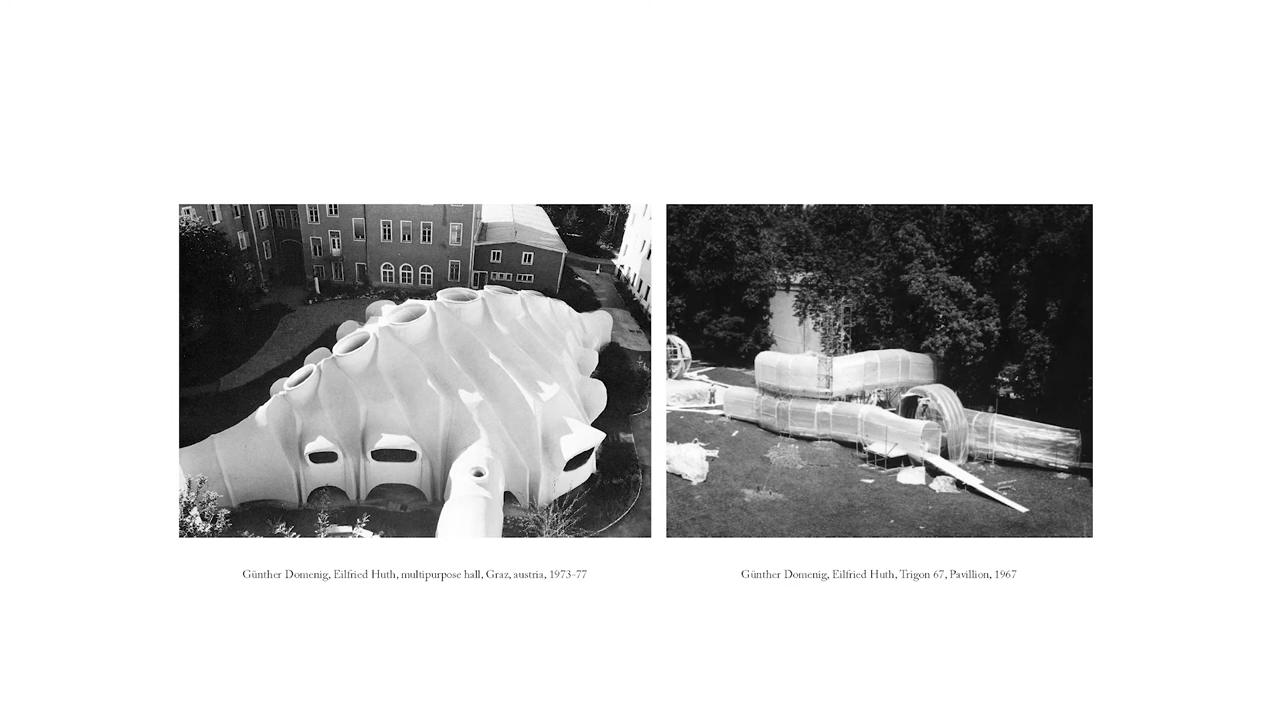 Günther Domenig, Eilfried Huth, multipurpose hall, Graz, austria, 1973-77
Günther Domenig, Eilfried Huth, Trigon 67, Pavillion, 1967